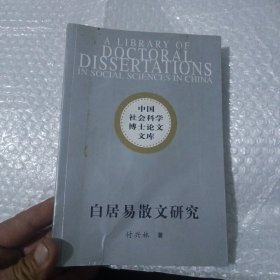 A LIBRARY OF
DOCTORAL
DISSERTATIONS
IN SOCIAL SCIENCES IN CHINA
中国
社会科学
博士论文
文库
白居易散文研究
付兴林 著